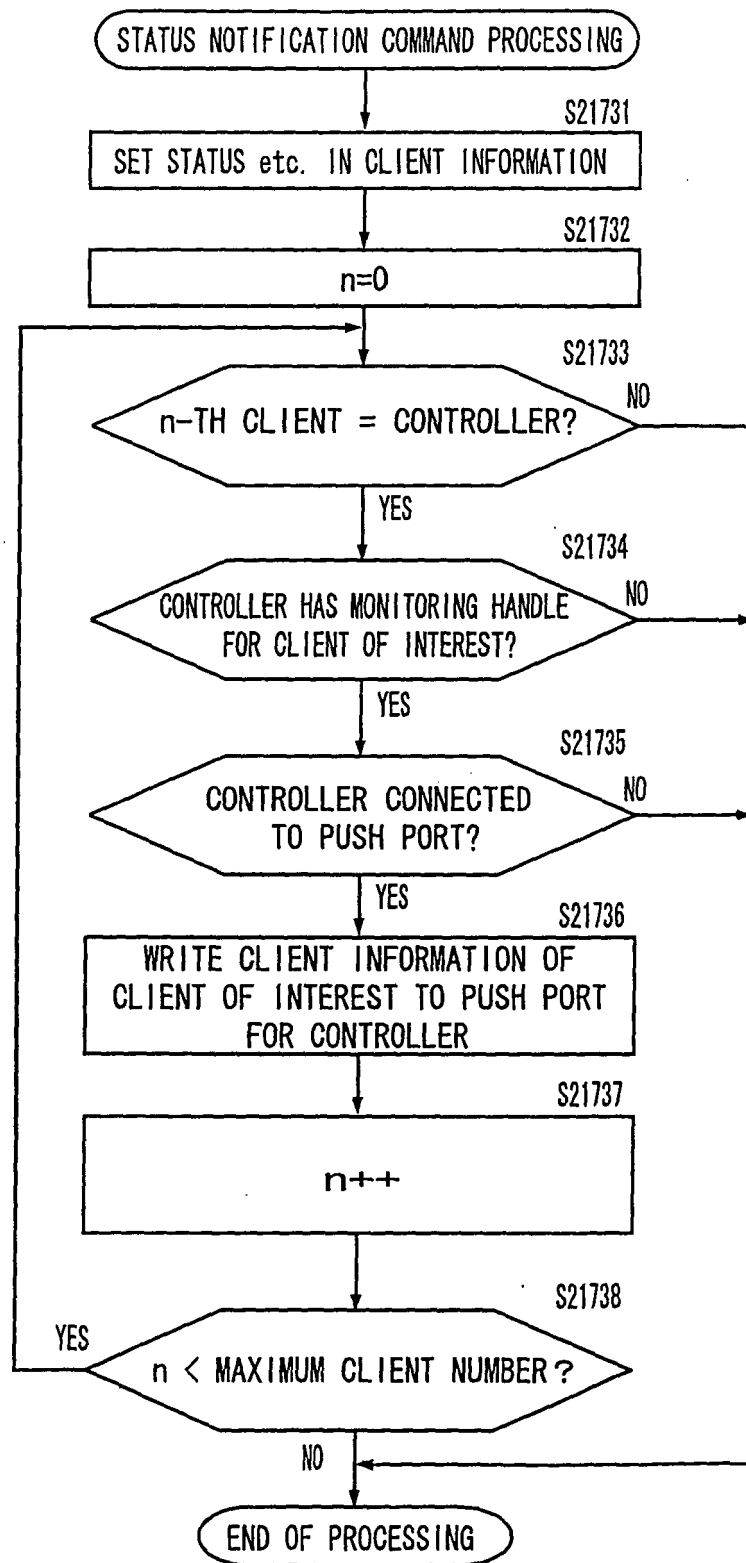 STATUS NOTIFICATION COMMAND PROCESSING
S21731
SET STATUS etc. IN CLIENT INFORMATION
S21732
n=0
S21733
n-TH CLIENT = CONTROLLER?
NO
YES
S21734
CONTROLLER HAS MONITORING HANDLE
FOR CLIENT OF INTEREST?
NO
YES
S21735
CONTROLLER CONNECTED
TO PUSH PORT?
NO
YES
S21736
WRITE CLIENT INFORMATION OF
CLIENT OF INTEREST TO PUSH PORT
FOR CONTROLLER
S21737
n++
S21738
YES
n < MAXIMUM CLIENT NUMBER?
NO
END OF PROCESSING